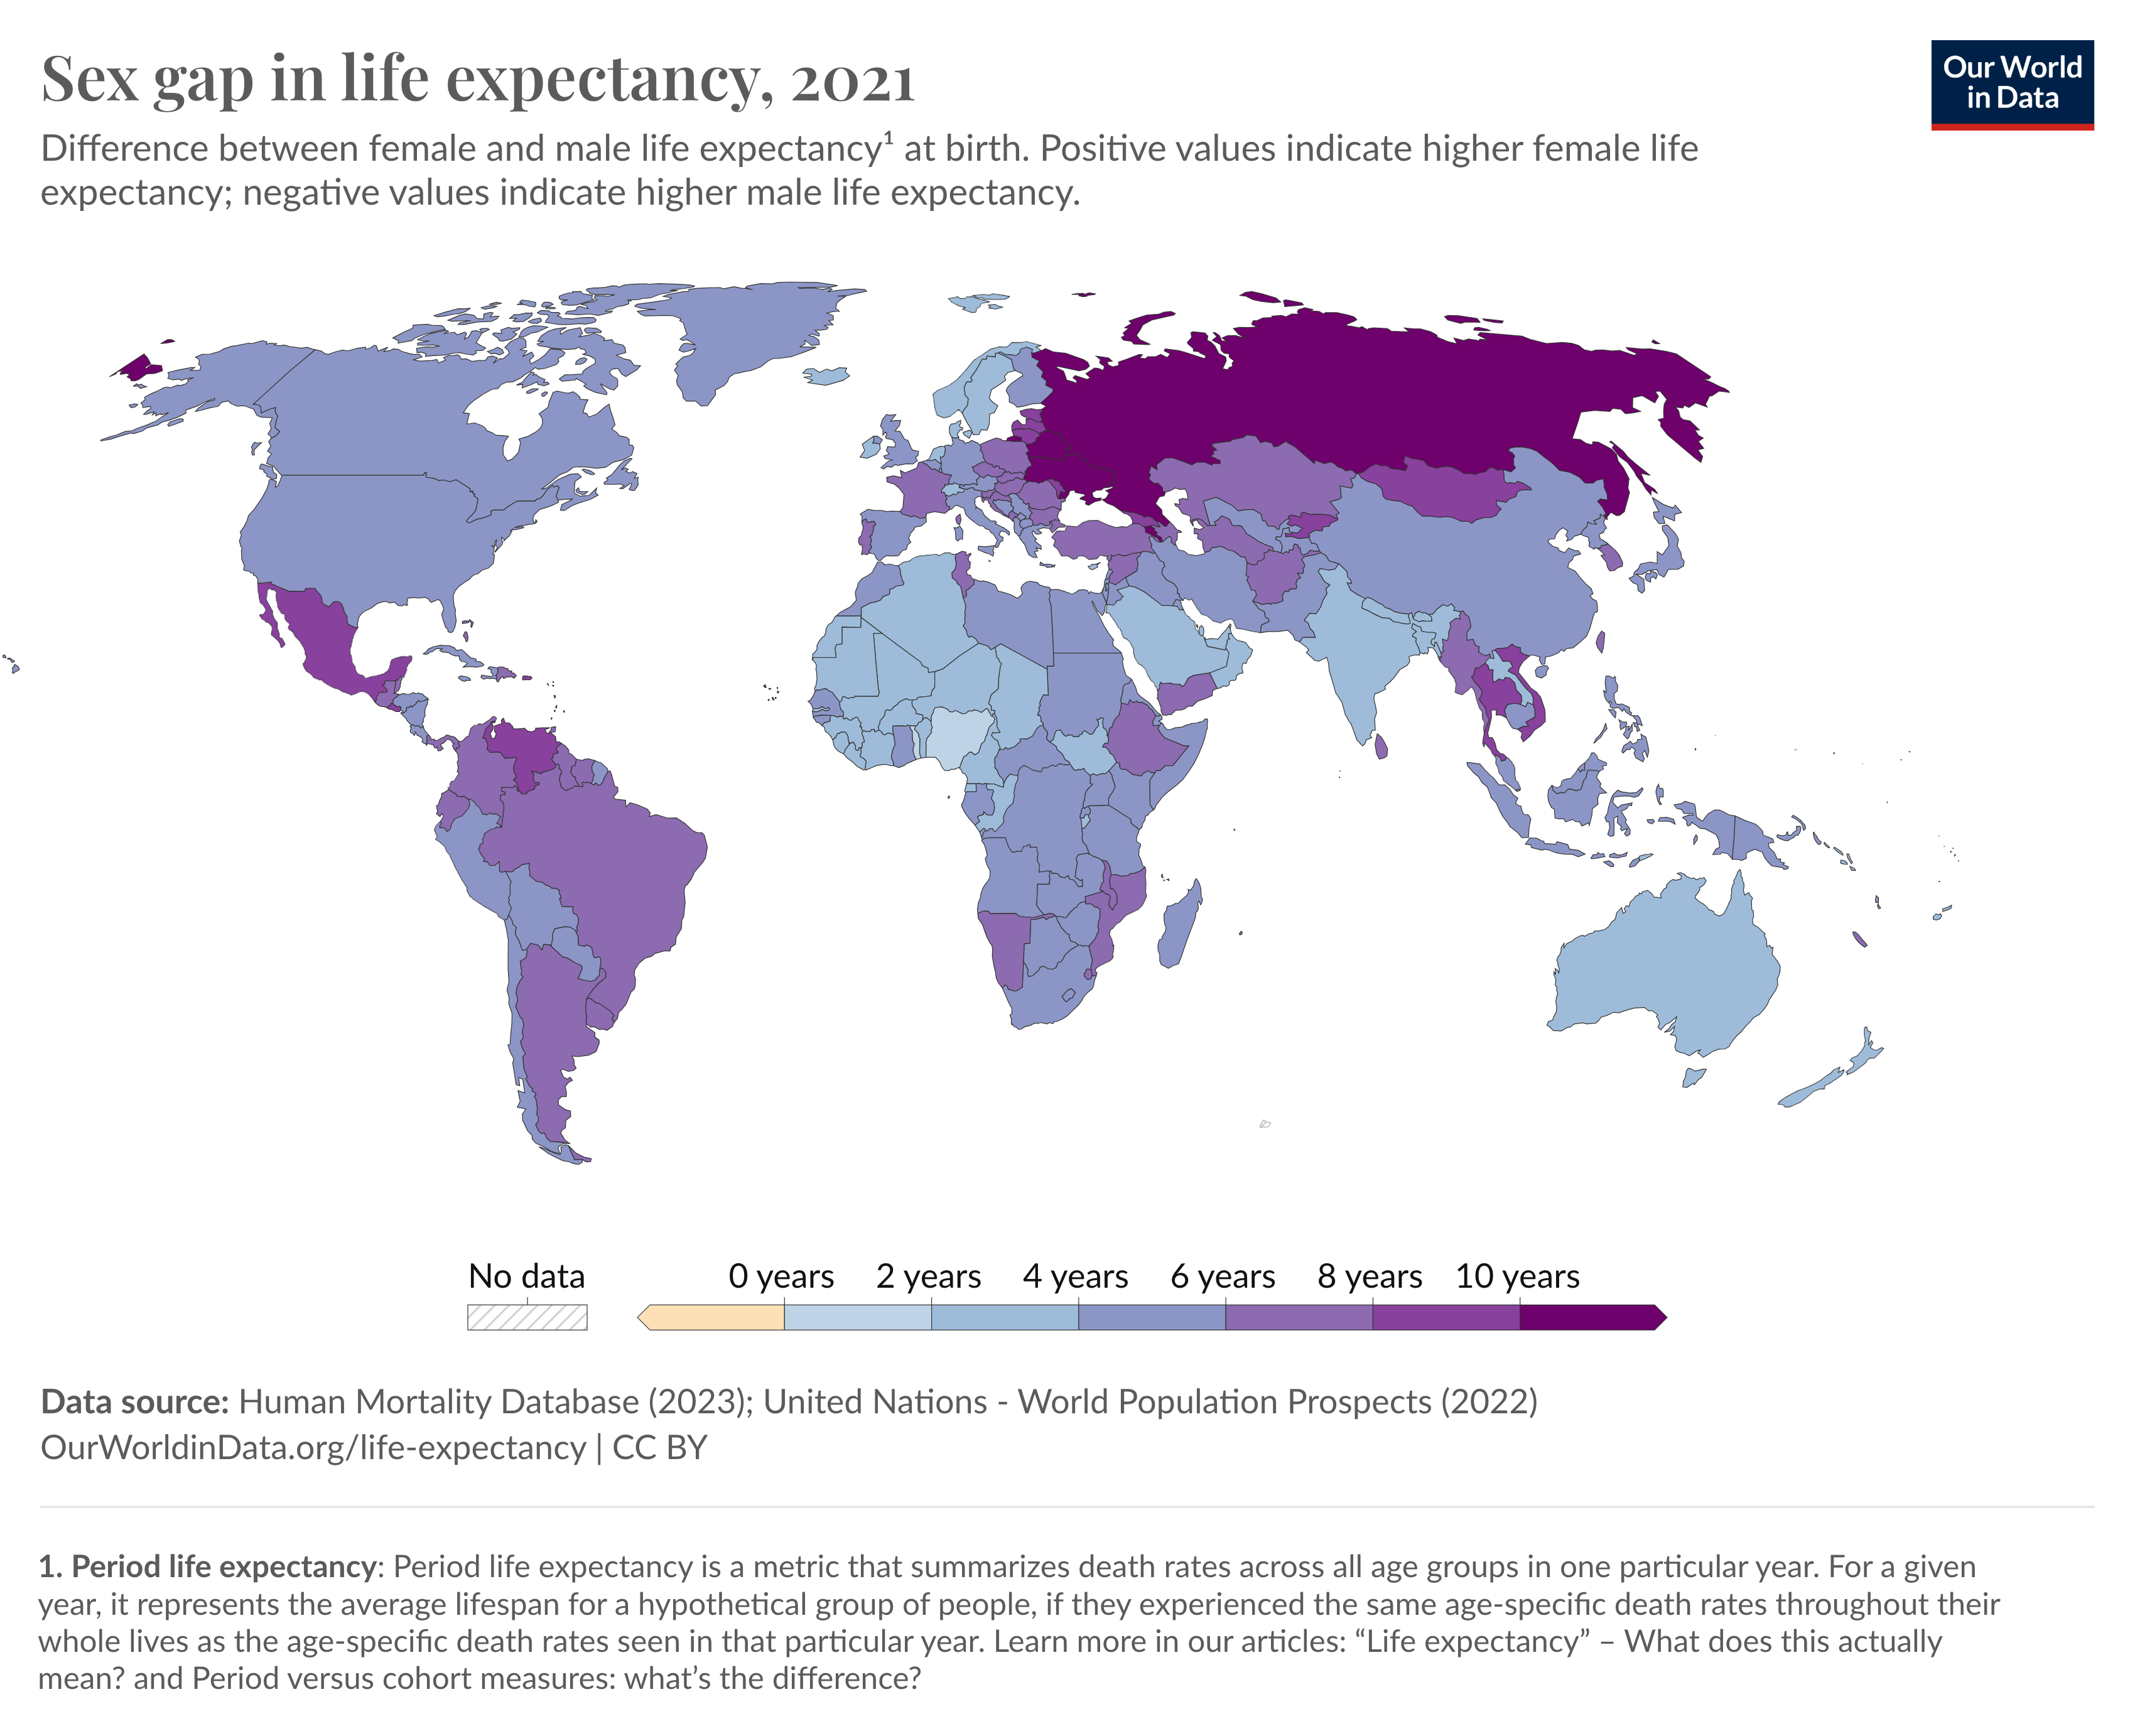 Sex gap in life expectancy, 2021
Our World
in Data
Difference between female and male life expectancy¹ at birth. Positive values indicate higher female life
expectancy; negative values indicate higher male life expectancy.
No data
0 years
2 years
4 years
6 years
8 years
10 years
Data source: Human Mortality Database (2023); United Nations - World Population Prospects (2022)
OurWorldinData.org/life-expectancy | CC BY
1. Period life expectancy: Period life expectancy is a metric that summarizes death rates across all age groups in one particular year. For a given
year, it represents the average lifespan for a hypothetical group of people, if they experienced the same age-specific death rates throughout their
whole lives as the age-specific death rates seen in that particular year. Learn more in our articles: “Life expectancy” – What does this actually
mean? and Period versus cohort measures: what’s the difference?